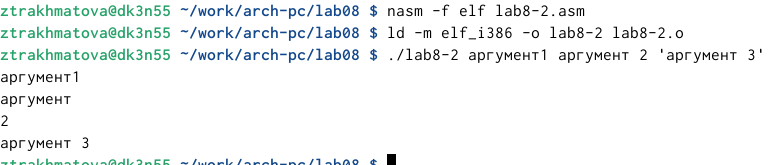 ztrakhmatova@dk3n55 ~/work/arch-pc/lab08 $ nasm -f elf lab8-2.asm
ztrakhmatova@dk3n55 ~/work/arch-pc/lab08 $ ld -m elf_i386 -o lab8-2 lab8-2.o
ztrakhmatova@dk3n55 ~/work/arch-pc/lab08 $ ./lab8-2 аргумент1 аргумент 2 'аргумент 3'
аргумент1
аргумент
2
аргумент 3
ztrakhmatova@dk3n55 ~/work/arch-pc/lab08 $